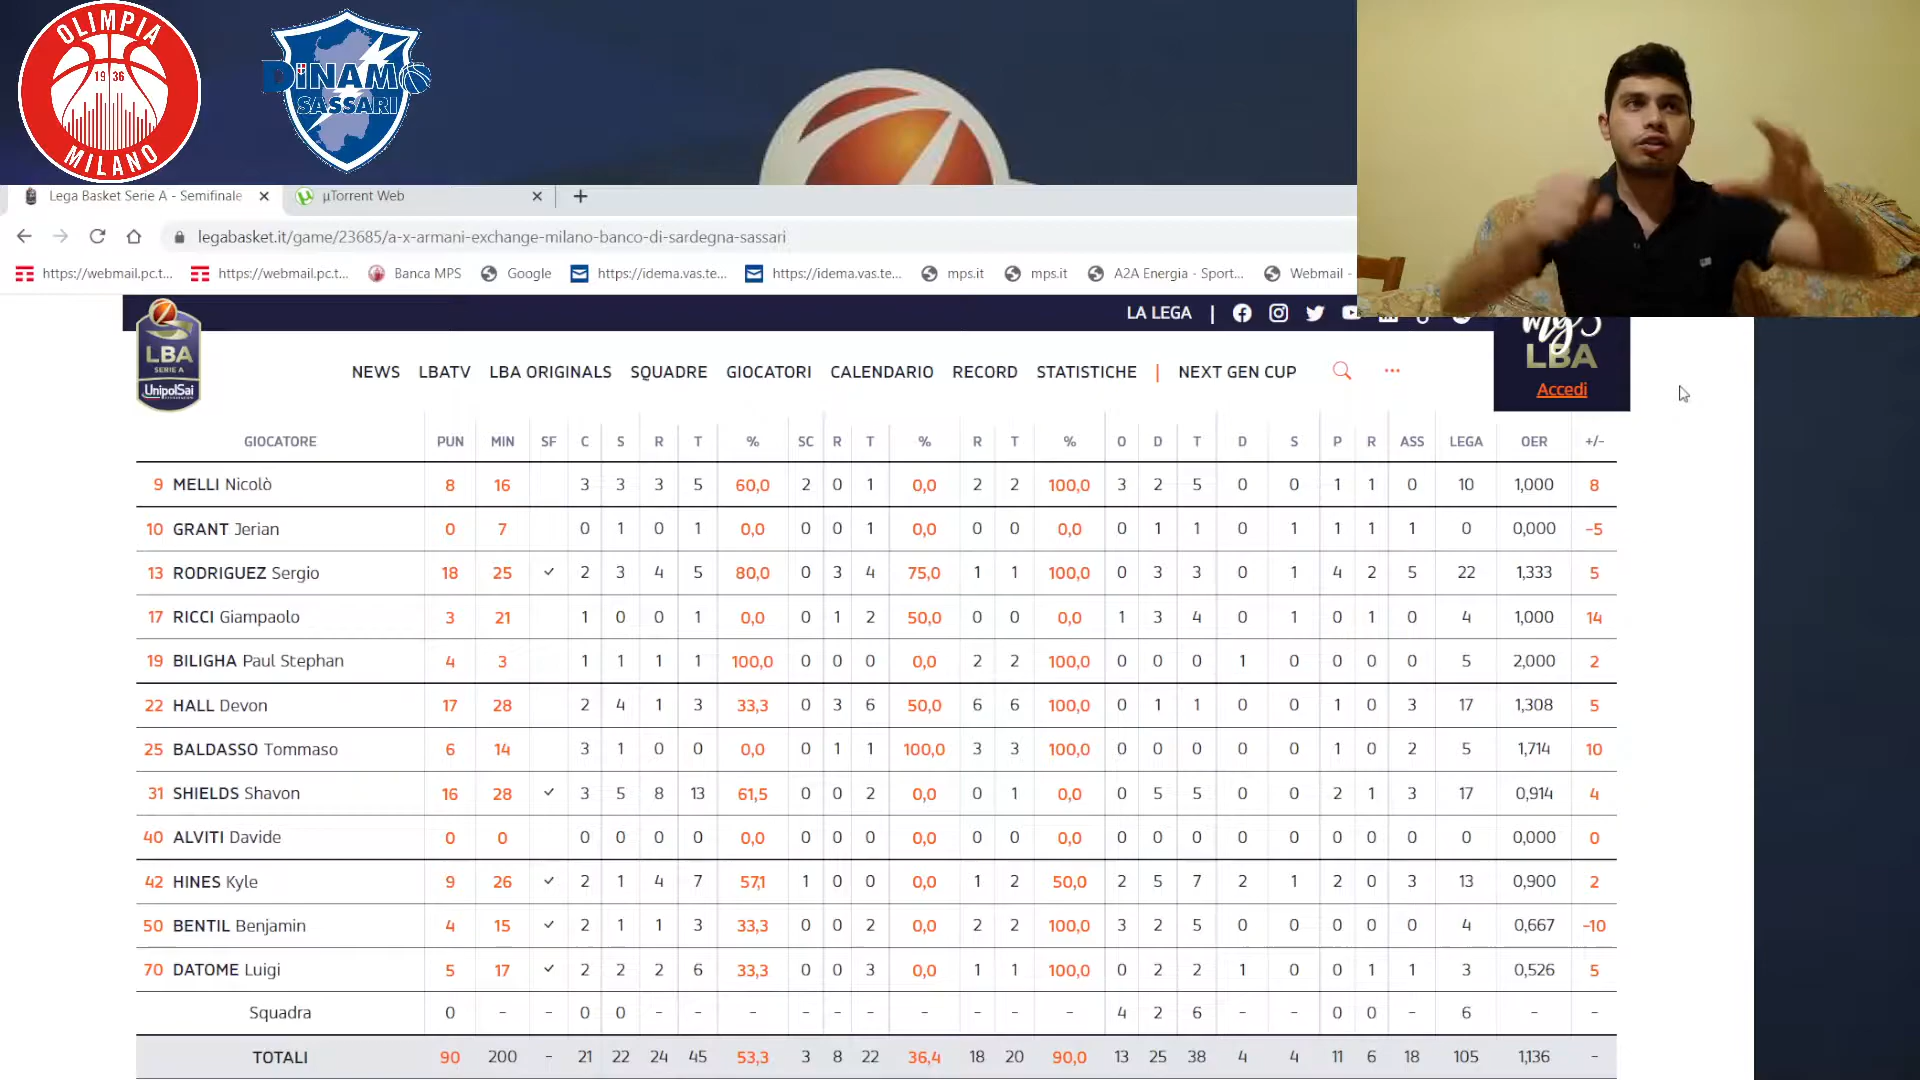 OLIMPIA
19 36
MILANO
DINAMO
SASSARI
Lega Basket Serie A - Semifinale
µTorrent Web
legabasket.it/game/23685/a-x-armani-exchange-milano-banco-di-sardegna-sassari
https://webmail.pc.t... https://webmail.pc.t... Banca MPS Google https://idema.vas.te... https://idema.vas.te... mps.it mps.it A2A Energia - Sport... Webmail -
LA LEGA |
LBA
SERIE A
UnipolSai
NEWS LBATV LBA ORIGINALS SQUADRE GIOCATORI CALENDARIO RECORD STATISTICHE | NEXT GEN CUP ...
my
LBA
Accedi
GIOCATORE PUN MIN SF C S R T % SC R T % R T % O D T D S P R ASS LEGA OER +/-
9 MELLI Nicolò 8 16 3 3 3 5 60,0 2 0 1 0,0 2 2 100,0 3 2 5 0 0 1 1 0 10 1,000 8
10 GRANT Jerian 0 7 0 1 0 1 0,0 0 0 1 0,0 0 0 0,0 0 1 1 0 1 1 1 1 0 0,000 -5
13 RODRIGUEZ Sergio 18 25 ✓ 2 3 4 5 80,0 0 3 4 75,0 1 1 100,0 0 3 3 0 1 4 2 5 22 1,333 5
17 RICCI Giampaolo 3 21 1 0 0 1 0,0 0 1 2 50,0 0 0 0,0 1 3 4 0 1 0 1 0 4 1,000 14
19 BILIGHA Paul Stephan 4 3 1 1 1 1 100,0 0 0 0 0,0 2 2 100,0 0 0 0 1 0 0 0 0 5 2,000 2
22 HALL Devon 17 28 2 4 1 3 33,3 0 3 6 50,0 6 6 100,0 0 1 1 0 0 1 0 3 17 1,308 5
25 BALDASSO Tommaso 6 14 3 1 0 0 0,0 0 1 1 100,0 3 3 100,0 0 0 0 0 0 1 0 2 5 1,714 10
31 SHIELDS Shavon 16 28 ✓ 3 5 8 13 61,5 0 0 2 0,0 0 1 0,0 0 5 5 0 0 2 1 3 17 0,914 4
40 ALVITI Davide 0 0 0 0 0 0 0,0 0 0 0 0,0 0 0 0,0 0 0 0 0 0 0 0 0 0 0,000 0
42 HINES Kyle 9 26 ✓ 2 1 4 7 57,1 1 0 0 0,0 1 2 50,0 2 5 7 2 1 2 0 3 13 0,900 2
50 BENTIL Benjamin 4 15 ✓ 2 1 1 3 33,3 0 0 2 0,0 2 2 100,0 3 2 5 0 0 0 0 0 4 0,667 -10
70 DATOME Luigi 5 17 ✓ 2 2 2 6 33,3 0 0 3 0,0 1 1 100,0 0 2 2 1 0 0 1 1 3 0,526 5
Squadra 0 - - 0 0 - - - - - - - - - - 4 2 6 - - 0 0 - 6 - -
TOTALI 90 200 - 21 22 24 45 53,3 3 8 22 36,4 18 20 90,0 13 25 38 4 4 11 6 18 105 1,136 -